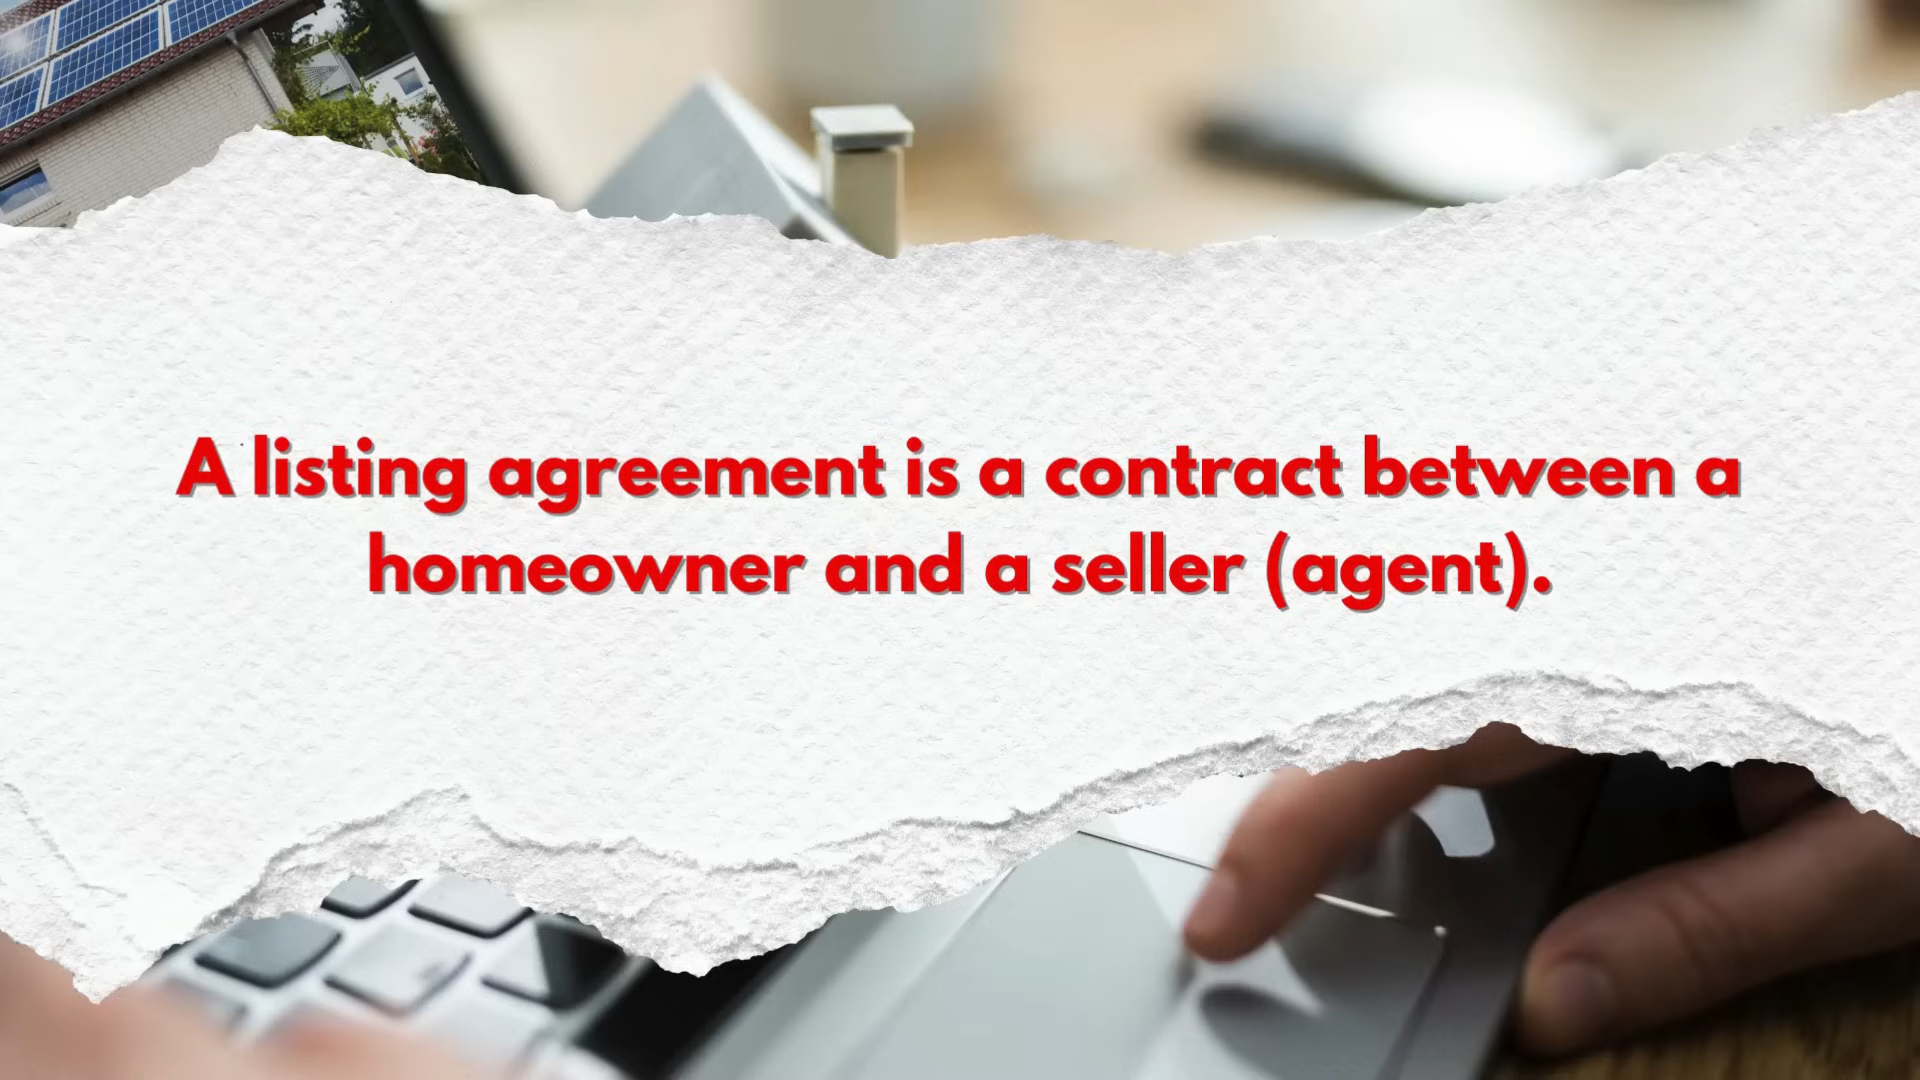 A listing agreement is a contract between a
homeowner and a seller (agent).